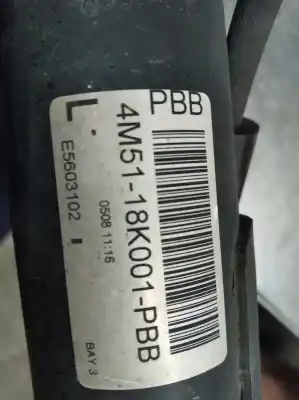 PBB
4M51-18K001-PBB
L.
0508 11:16
E5603102 I
BAY 3